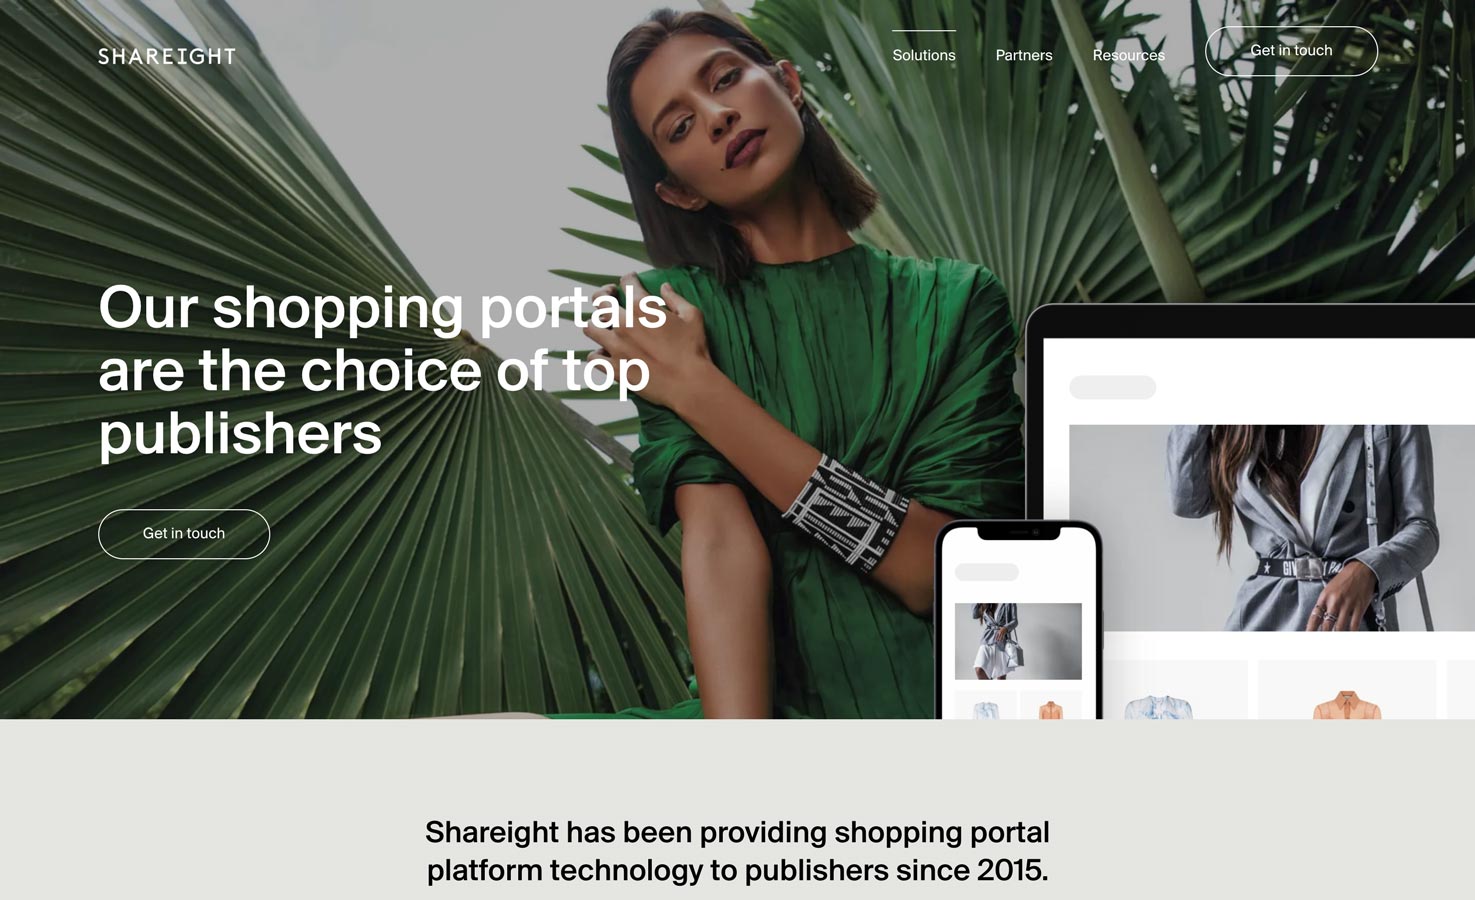 SHAREIGHT
Solutions
Partners
Resources
Get in touch
Our shopping portals
are the choice of top
publishers
Get in touch
Shareight has been providing shopping portal
platform technology to publishers since 2015.